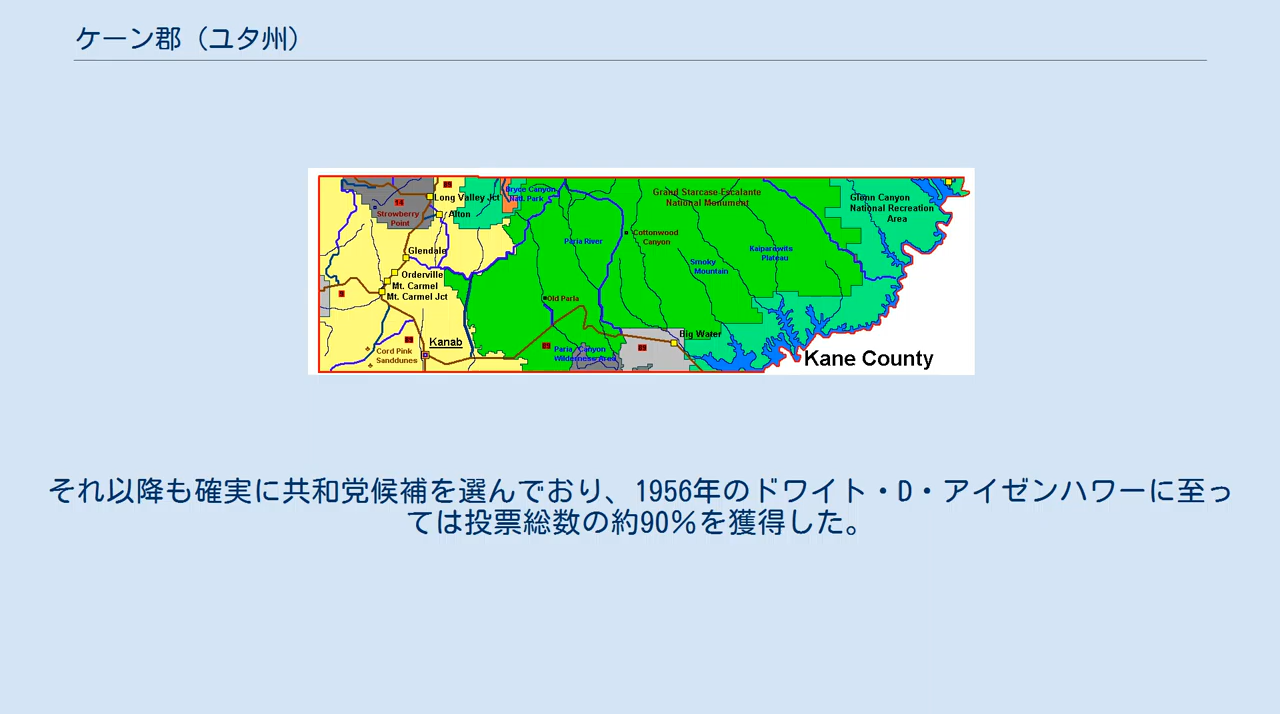 ケーン郡（ユタ州）
Bryce Canyon
Natl. Park
Grand Starcase-Escalante
National Monument
Glenn Canyon
National Recreation
Area
Long Valley Jct
Strowberry
Point
Alton
Cottonwood
Canyon
Paria River
Kaiparowits
Plateau
Glendale
Smoky
Mountain
Orderville
Mt. Carmel
Mt. Carmel Jct
Old Paria
Big Water
Kanab
Cord Pink
Sanddunes
Paria Canyon
Wilderness Area
Kane County
それ以降も確実に共和党候補を選んでおり、1956年のドワイト・D・アイゼンハワーに至っ
ては投票総数の約90％を獲得した。